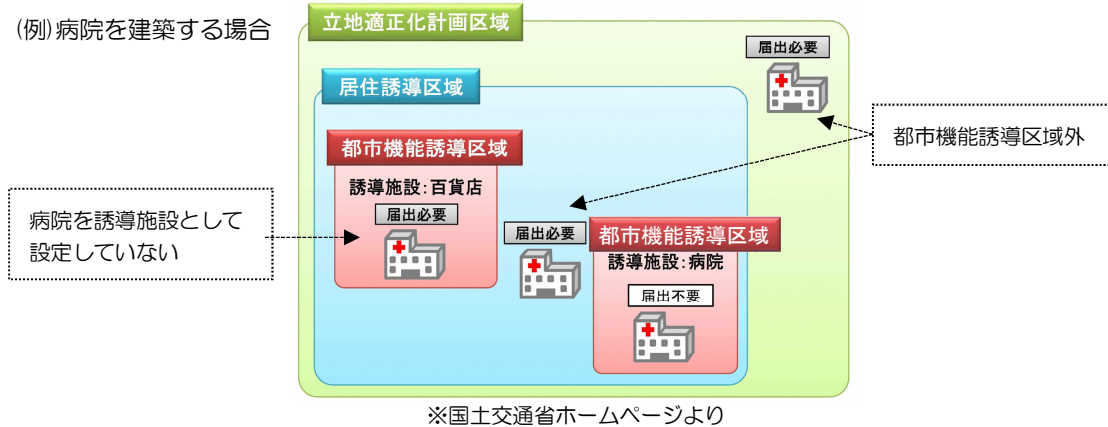 (例)病院を建築する場合
立地適正化計画区域
届出必要
居住誘導区域
都市機能誘導区域外
都市機能誘導区域
誘導施設:百貨店
届出必要
病院を誘導施設として
設定していない
届出必要
都市機能誘導区域
誘導施設:病院
届出不要
※国土交通省ホームページより